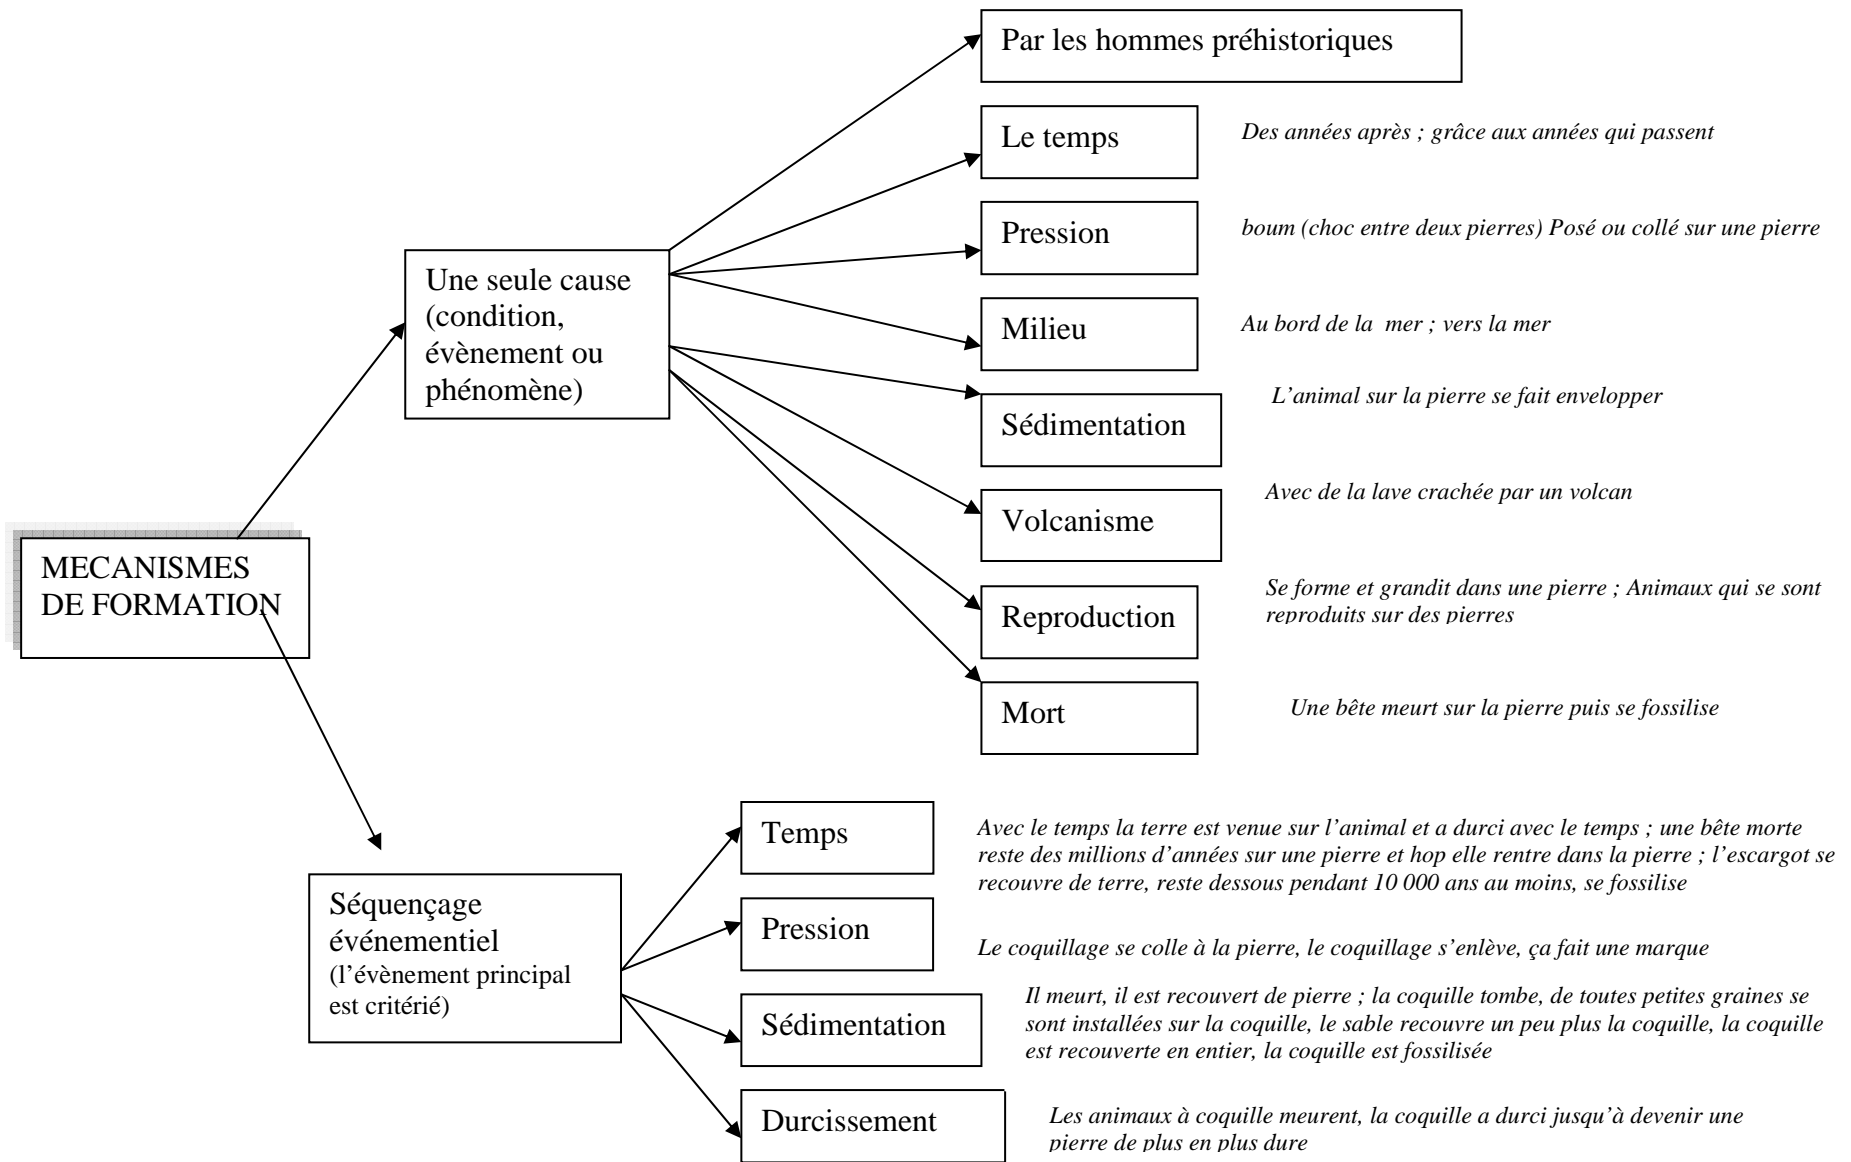 Par les hommes préhistoriques
Le temps
Des années après ; grâce aux années qui passent
Pression
boum (choc entre deux pierres) Posé ou collé sur une pierre
Une seule cause
(condition,
évènement ou
phénomène)
Milieu
Au bord de la  mer ; vers la mer
Sédimentation
L'animal sur la pierre se fait envelopper
Volcanisme
Avec de la lave crachée par un volcan
MECANISMES
DE FORMATION
Reproduction
Se forme et grandit dans une pierre ; Animaux qui se sont
reproduits sur des pierres
Mort
Une bête meurt sur la pierre puis se fossilise
Séquençage
événementiel
(l'évènement principal
est critérié)
Temps
Avec le temps la terre est venue sur l'animal et a durci avec le temps ; une bête morte
reste des millions d'années sur une pierre et hop elle rentre dans la pierre ; l'escargot se
recouvre de terre, reste dessous pendant 10 000 ans au moins, se fossilise
Pression
Le coquillage se colle à la pierre, le coquillage s'enlève, ça fait une marque
Sédimentation
Il meurt, il est recouvert de pierre ; la coquille tombe, de toutes petites graines se
sont installées sur la coquille, le sable recouvre un peu plus la coquille, la coquille
est recouverte en entier, la coquille est fossilisée
Durcissement
Les animaux à coquille meurent, la coquille a durci jusqu'à devenir une
pierre de plus en plus dure